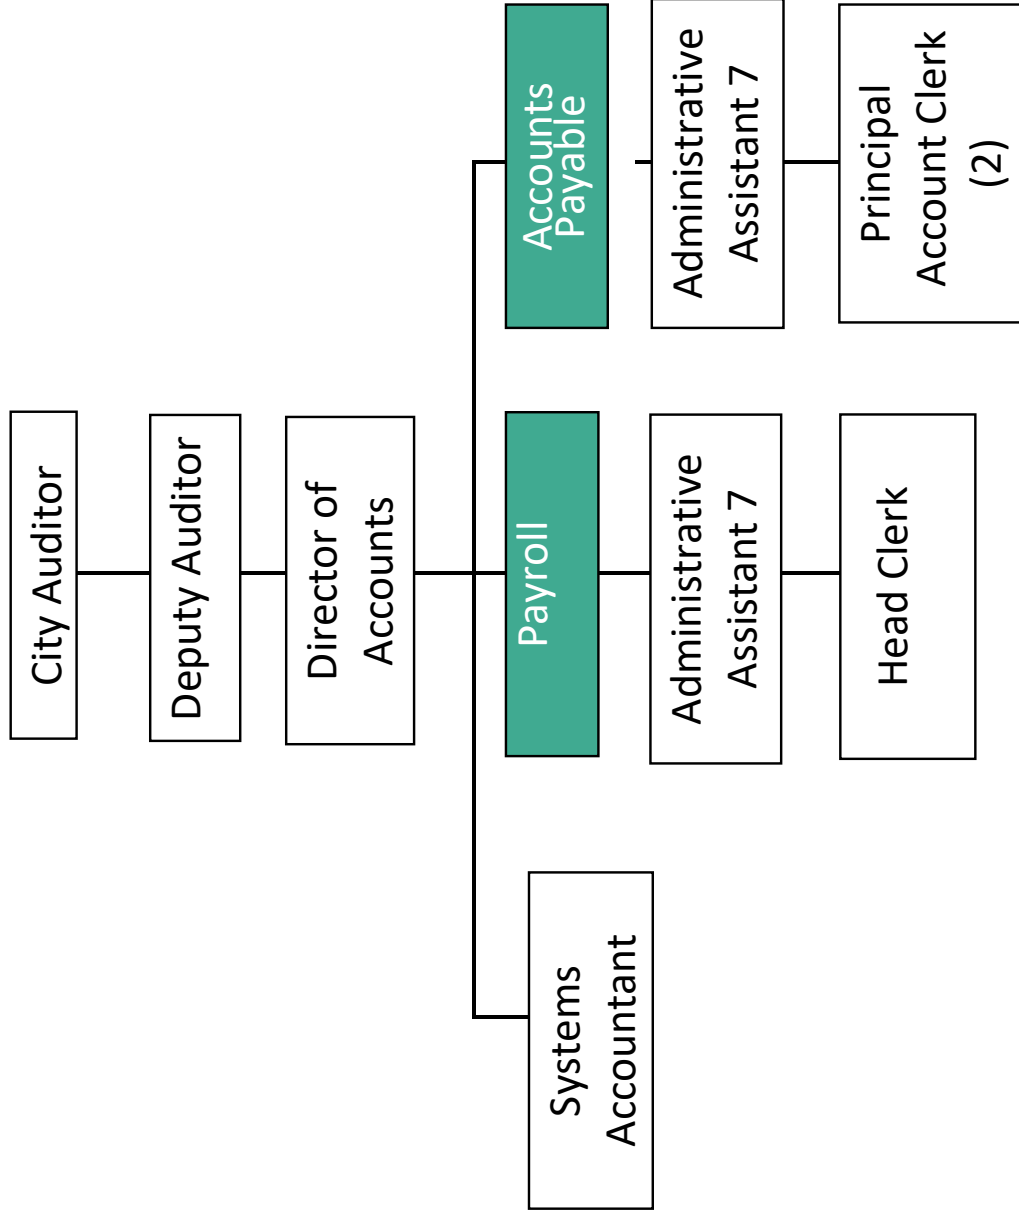 City Auditor
Deputy Auditor
Director of
Accounts
Systems
Accountant
Payroll
Administrative
Assistant 7
Head Clerk
Accounts
Payable
Administrative
Assistant 7
Principal
Account Clerk
(2)